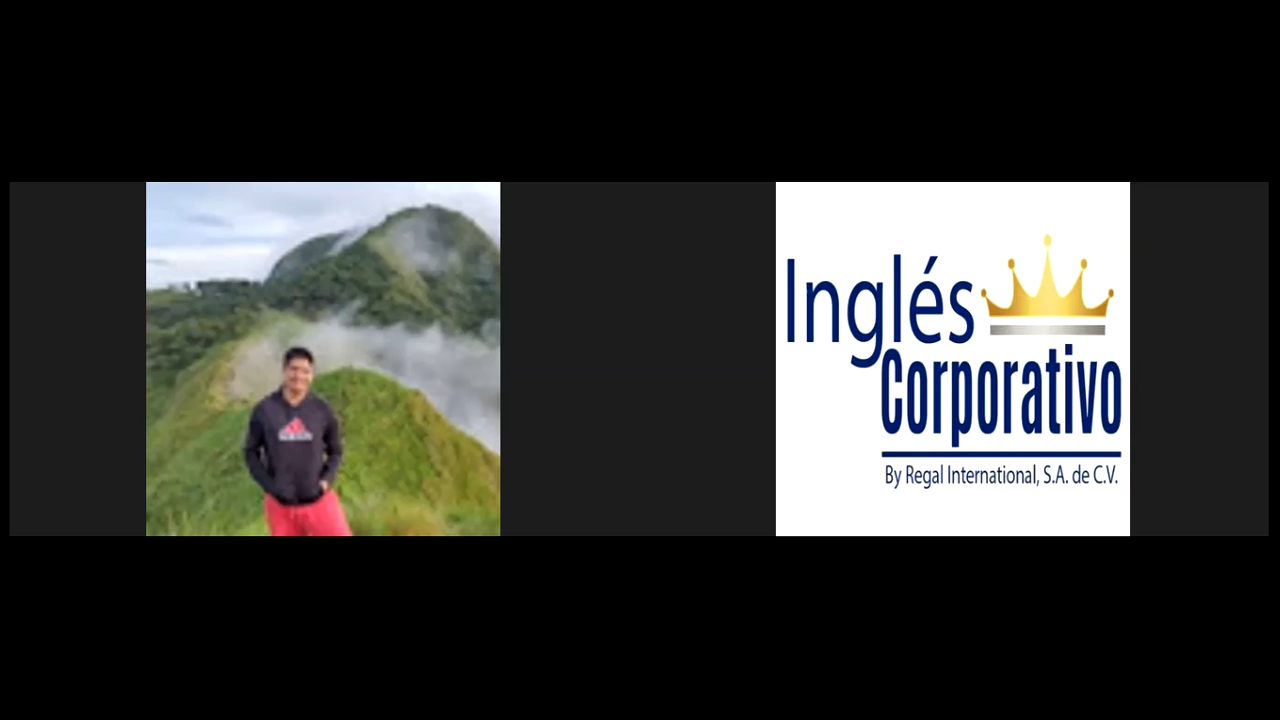 Inglés
Corporativo
By Regal International, S.A. de C.V.